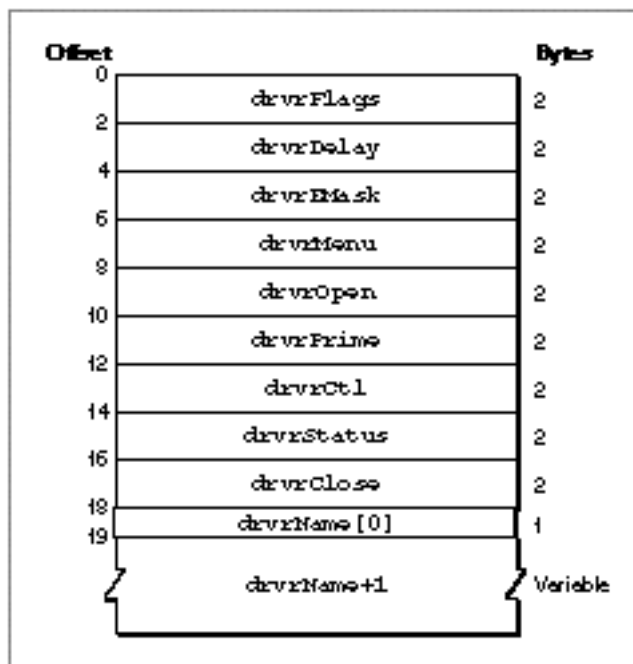 Offset Bytes
0
drvrFlags 2
2
drvrDelay 2
4
drvrEMask 2
6
drvrMenu 2
8
drvrOpen 2
10
drvrPrime 2
12
drvrCtl 2
14
drvrStatus 2
16
drvrClose 2
18
drvrName[0] 1
19
drvrName+1 Variable